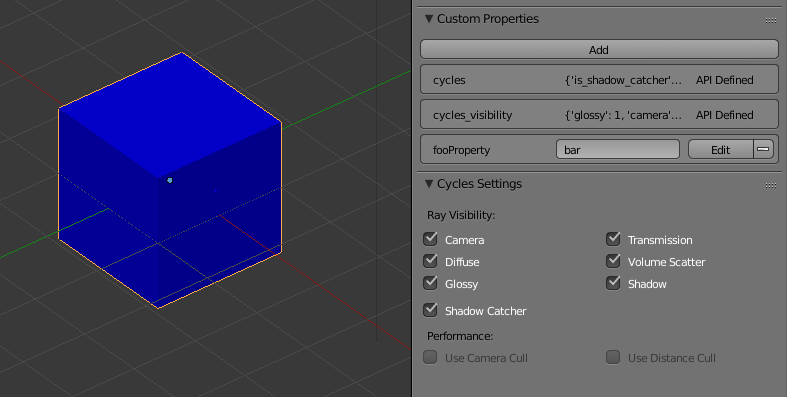 Custom Properties
Add
cycles {'is_shadow_catcher'... API Defined
cycles_visibility {'glossy': 1, 'camera'... API Defined
fooProperty bar Edit
Cycles Settings
Ray Visibility:
Camera Transmission
Diffuse Volume Scatter
Glossy Shadow
Shadow Catcher
Performance:
Use Camera Cull Use Distance Cull